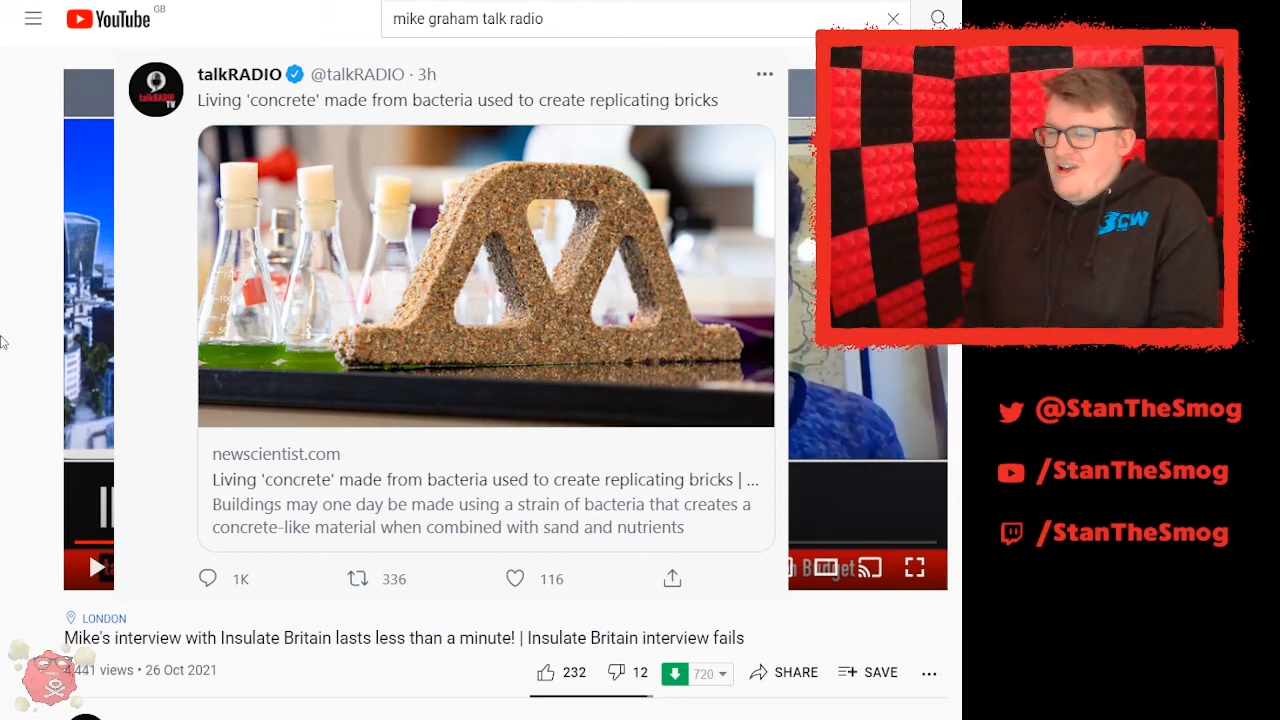 YouTube GB
mike graham talk radio
talkRADIO @talkRADIO · 3h
Living 'concrete' made from bacteria used to create replicating bricks
newscientist.com
Living 'concrete' made from bacteria used to create replicating bricks | ...
Buildings may one day be made using a strain of bacteria that creates a
concrete-like material when combined with sand and nutrients
1K 336 116
Budget
LONDON
Mike's interview with Insulate Britain lasts less than a minute! | Insulate Britain interview fails
4,441 views • 26 Oct 2021
232 12 720 SHARE SAVE
BCW
@StanTheSmog
/StanTheSmog
/StanTheSmog